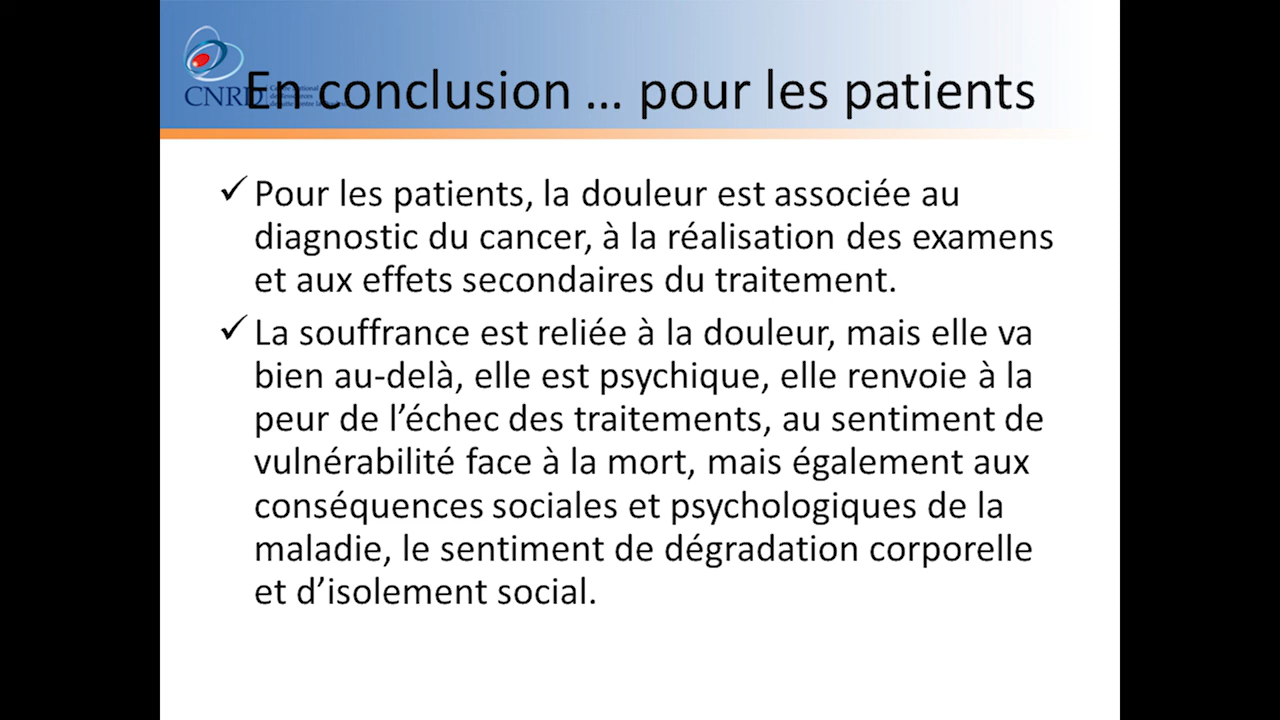 En conclusion ... pour les patients
CNRD
✓ Pour les patients, la douleur est associée au
diagnostic du cancer, à la réalisation des examens
et aux effets secondaires du traitement.
✓ La souffrance est reliée à la douleur, mais elle va
bien au-delà, elle est psychique, elle renvoie à la
peur de l’échec des traitements, au sentiment de
vulnérabilité face à la mort, mais également aux
conséquences sociales et psychologiques de la
maladie, le sentiment de dégradation corporelle
et d’isolement social.